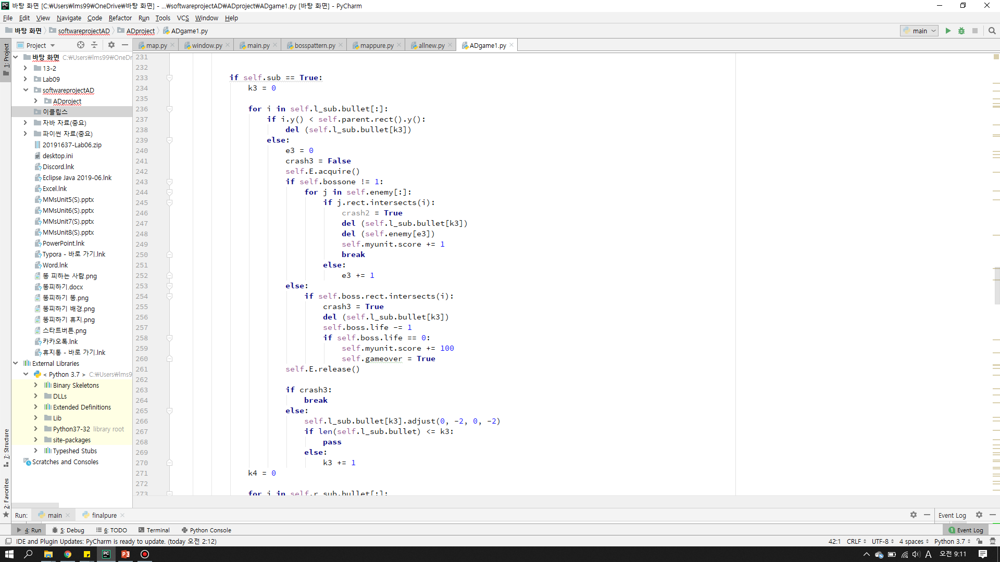 바탕 화면 [C:₩Users₩lms99₩OneDrive₩바탕 화면] - ...₩softwareprojectAD₩ADproject₩ADgame1.py [바탕 화면] - PyCharm
File Edit View Navigate Code Refactor Run Tools VCS Window Help
바탕 화면 softwareprojectAD ADproject ADgame1.py main
Project map.py window.py main.py bosspattern.py mappure.py allnew.py ADgame1.py
1: Project
7: Structure
2: Favorites
바탕 화면 C:₩Users₩lms99₩OneDr
13-2
Lab09
softwareprojectAD
ADproject
이클립스
자바 자료(중요)
파이썬 자료(중요)
20191637-Lab06.zip
desktop.ini
Discord.lnk
Eclipse Java 2019-06.lnk
Excel.lnk
MMsUnit5(S).pptx
MMsUnit6(S).pptx
MMsUnit7(S).pptx
MMsUnit8(S).pptx
PowerPoint.lnk
Typora - 바로 가기.lnk
Word.lnk
똥 피하는 사람.png
똥피하기.docx
똥피하기 똥.png
똥피하기 배경.png
똥피하기 휴지.png
스타트버튼.png
카카오톡.lnk
휴지통 - 바로 가기.lnk
External Libraries
< Python 3.7 > C:₩Users₩lms9
Binary Skeletons
DLLs
Extended Definitions
Lib
Python37-32 library root
site-packages
Typeshed Stubs
Scratches and Consoles
231
232
233 if self.sub == True:
234 k3 = 0
235
236 for i in self.l_sub.bullet[:]:
237 if i.y() < self.parent.rect().y():
238 del (self.l_sub.bullet[k3])
239 else:
240 e3 = 0
241 crash3 = False
242 self.E.acquire()
243 if self.bossone != 1:
244 for j in self.enemy[:]:
245 if j.rect.intersects(i):
246 crash2 = True
247 del (self.l_sub.bullet[k3])
248 del (self.enemy[e3])
249 self.myunit.score += 1
250 break
251 else:
252 e3 += 1
253 else:
254 if self.boss.rect.intersects(i):
255 crash3 = True
256 del (self.l_sub.bullet[k3])
257 self.boss.life -= 1
258 if self.boss.life == 0:
259 self.myunit.score += 100
260 self.gameover = True
261 self.E.release()
262
263 if crash3:
264 break
265 else:
266 self.l_sub.bullet[k3].adjust(0, -2, 0, -2)
267 if len(self.l_sub.bullet) <= k3:
268 pass
269 else:
270 k3 += 1
271 k4 = 0
272
273 for i in self.r_sub.bullet[:]:
Run: main finalpure Event Log
4: Run 5: Debug 6: TODO Terminal Python Console 1 Event Log
IDE and Plugin Updates: PyCharm is ready to update. (today 오전 2:12) 42:1 CRLF UTF-8 4 spaces Python 3.7
A 오전 9:11